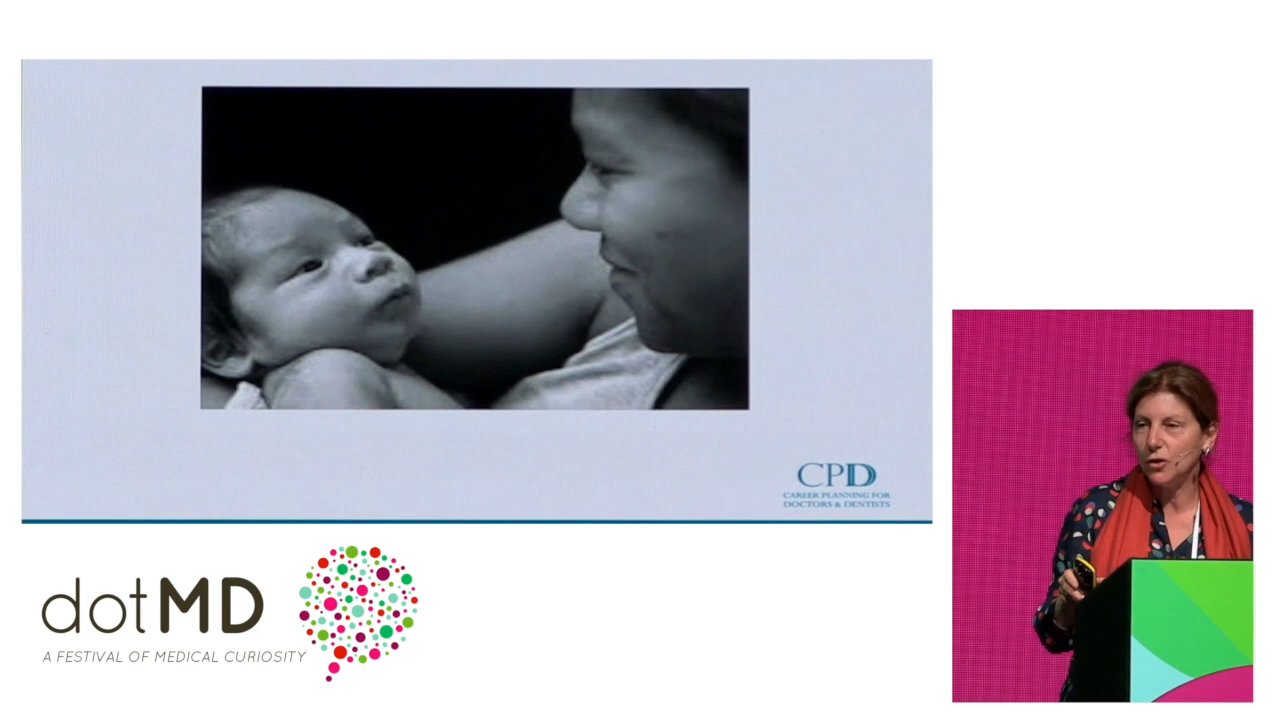 CPD
CAREER PLANNING FOR
DOCTORS & DENTISTS
dotMD
A FESTIVAL OF MEDICAL CURIOSITY